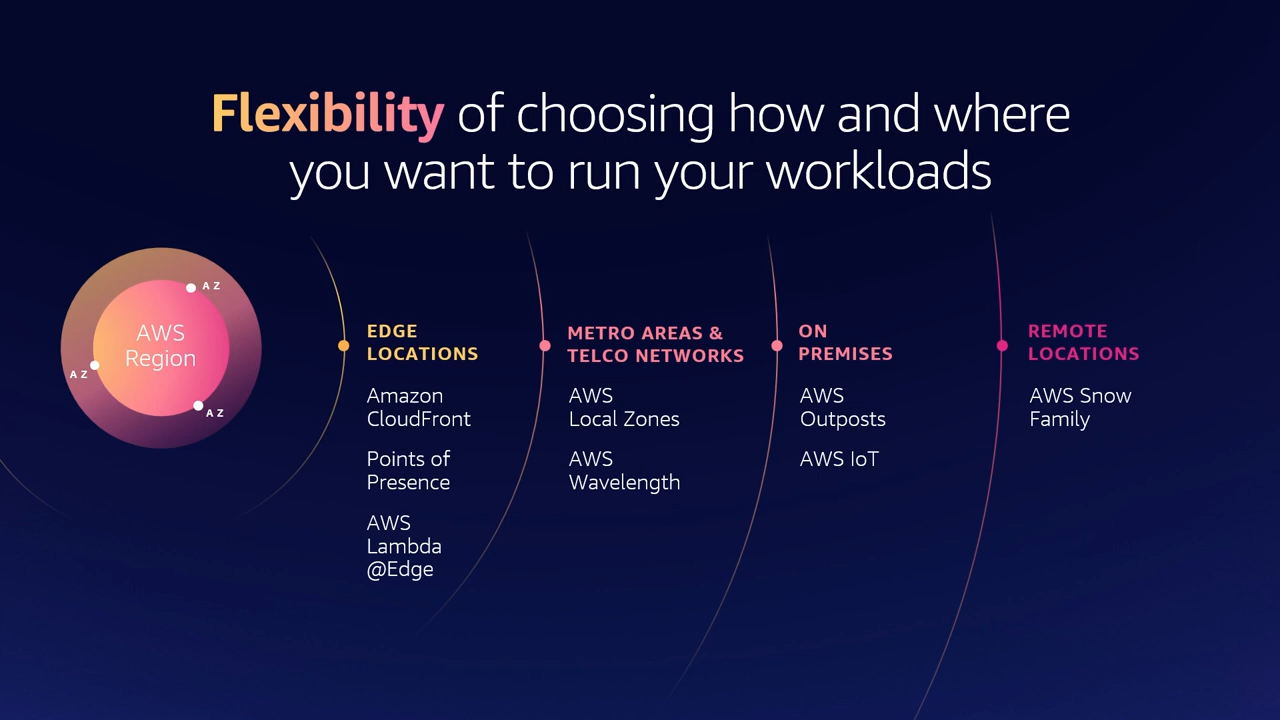 Flexibility of choosing how and where
you want to run your workloads
AWS
Region
A Z
A Z
A Z
EDGE
LOCATIONS
Amazon
CloudFront
Points of
Presence
AWS
Lambda
@Edge
METRO AREAS &
TELCO NETWORKS
AWS
Local Zones
AWS
Wavelength
ON
PREMISES
AWS
Outposts
AWS IoT
REMOTE
LOCATIONS
AWS Snow
Family